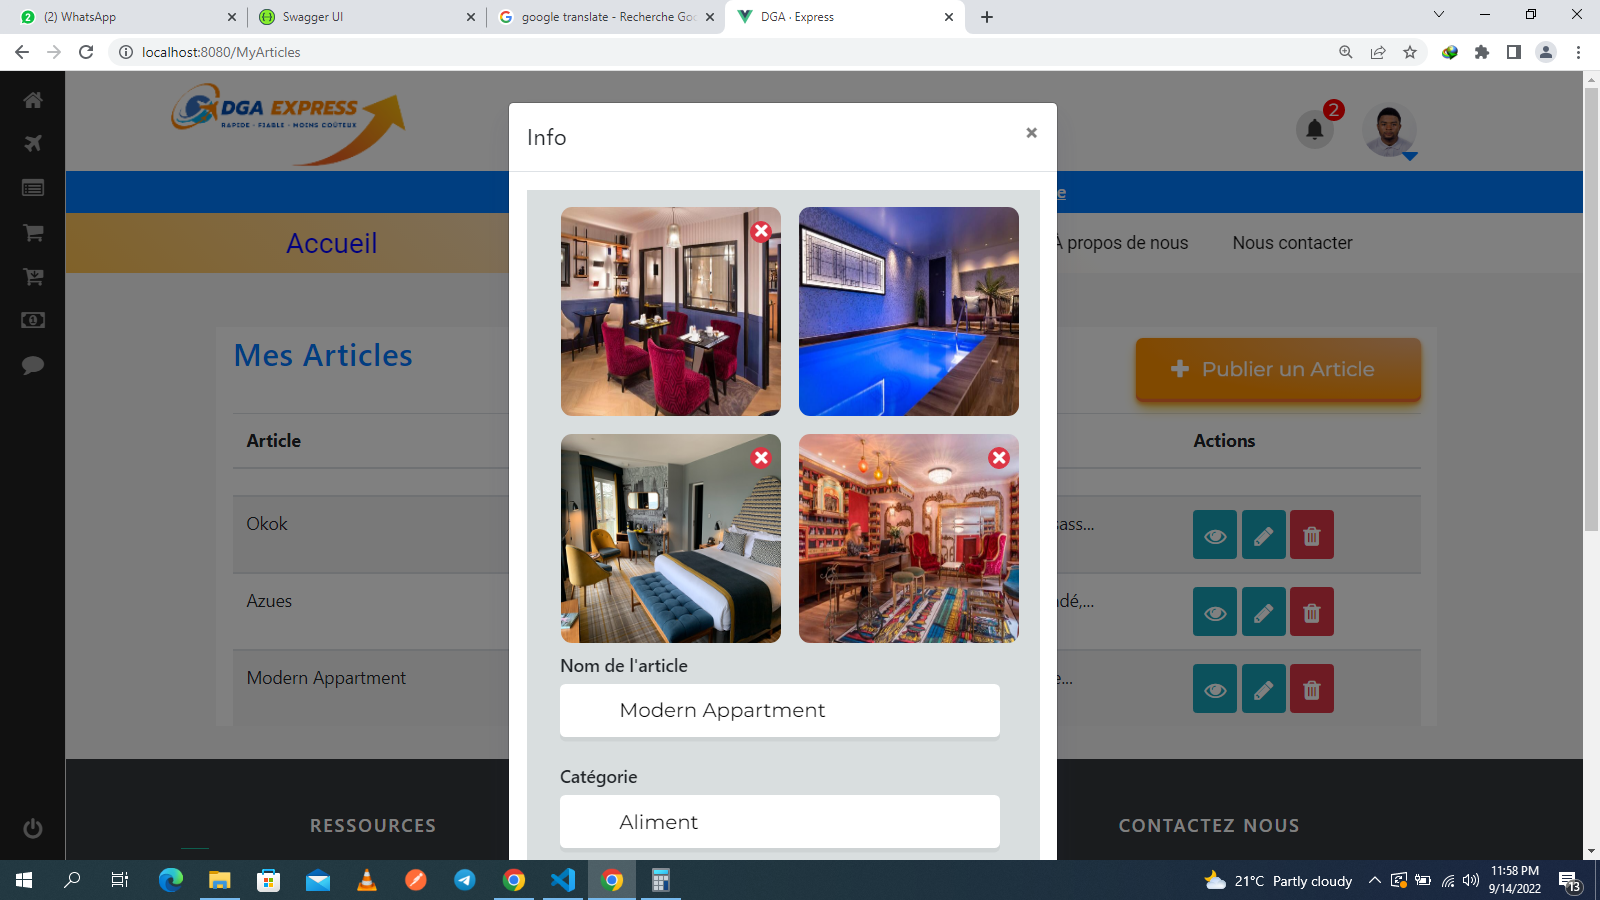 (2) WhatsApp
Swagger UI
google translate - Recherche Goo
DGA · Express
localhost:8080/MyArticles
DGA EXPRESS
RAPIDE - FIABLE - MOINS COÛTEUX
2
Info
e
Accueil
À propos de nous
Nous contacter
Mes Articles
Publier un Article
Article
Actions
Okok
sass...
Azues
dé,...
Modern Appartment
e...
Nom de l'article
Modern Appartment
Catégorie
Aliment
RESSOURCES
CONTACTEZ NOUS
21°C Partly cloudy
11:58 PM
9/14/2022
13